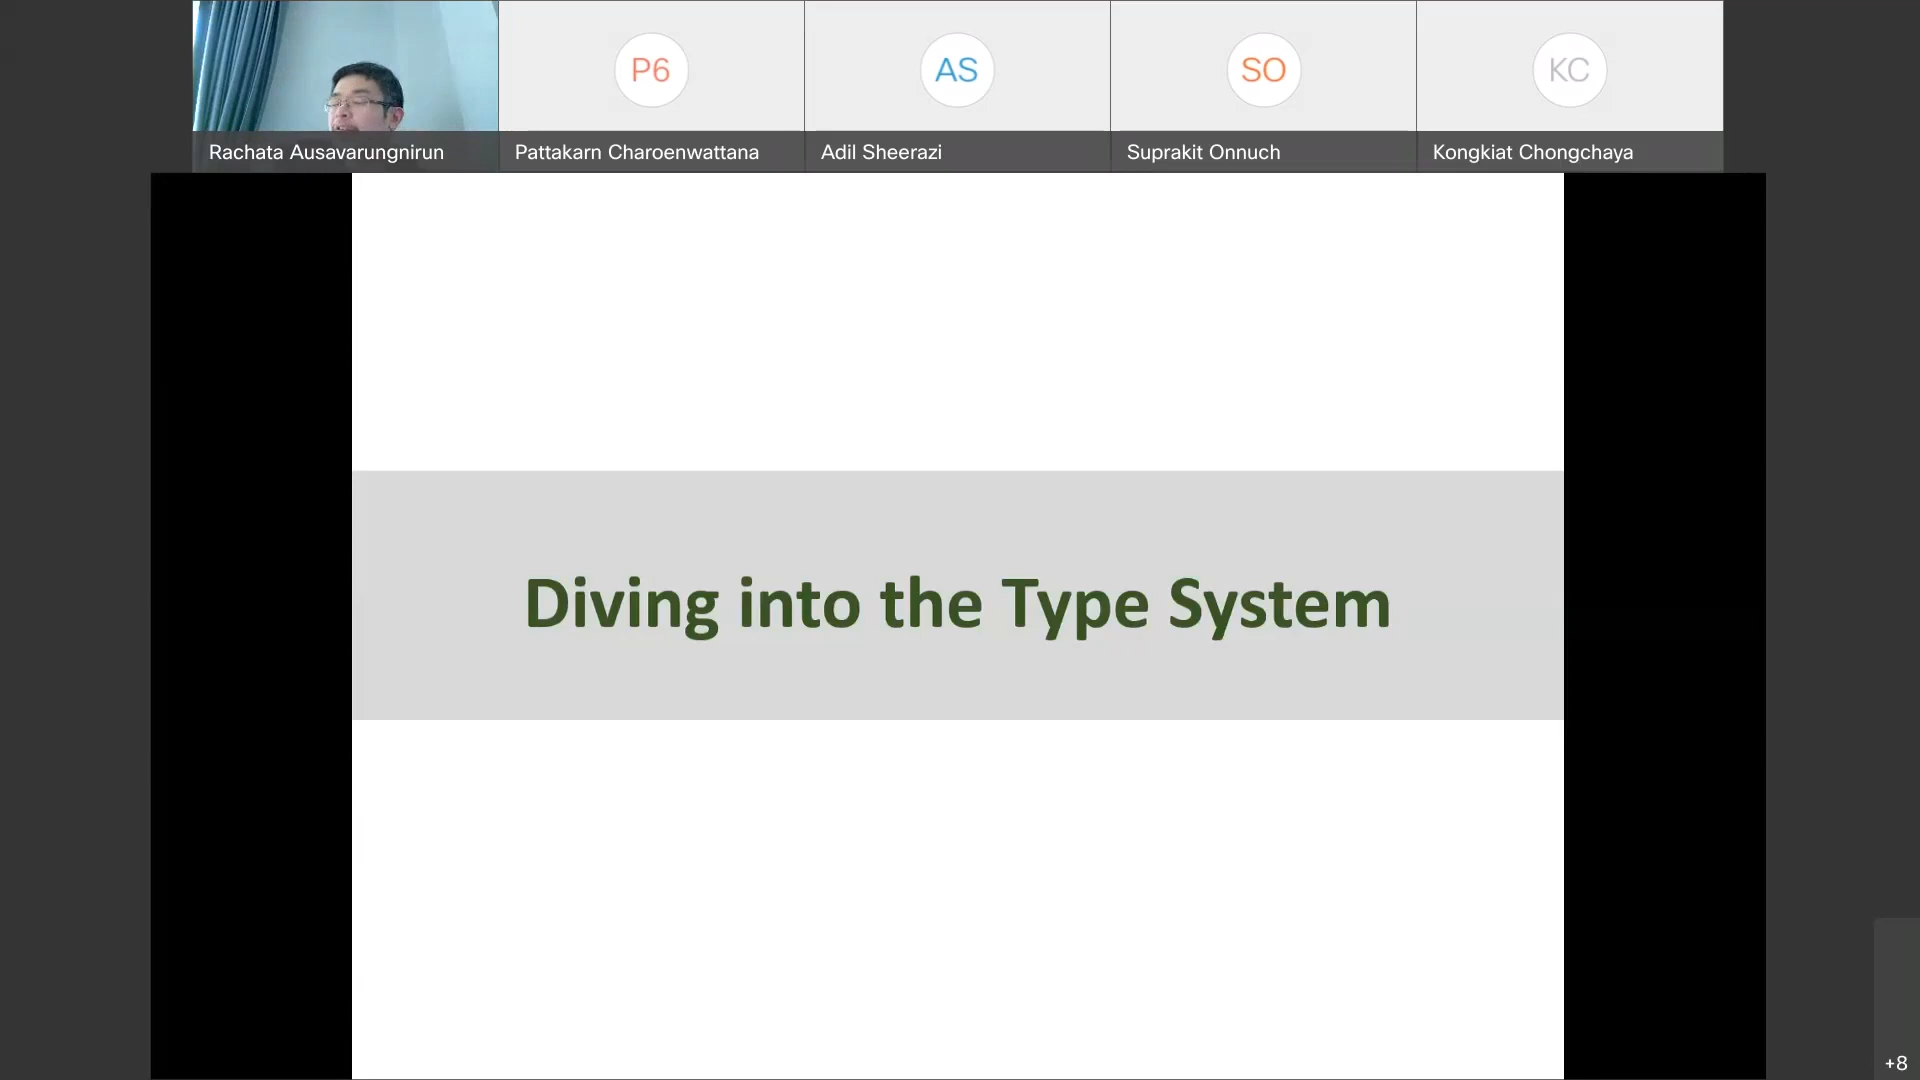 P6
AS
SO
KC
Rachata Ausavarungnirun
Pattakarn Charoenwattana
Adil Sheerazi
Suprakit Onnuch
Kongkiat Chongchaya
Diving into the Type System
+8